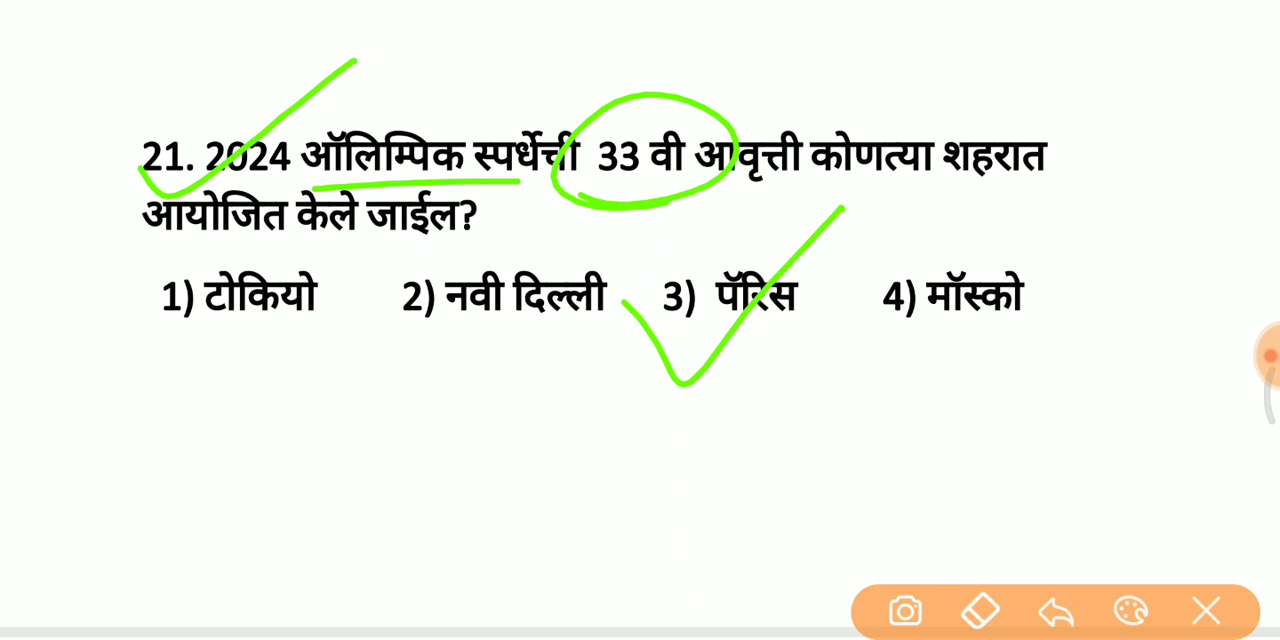 21. 2024 ऑलिम्पिक स्पर्धेची 33 वी आवृत्ती कोणत्या शहरात
आयोजित केले जाईल?
1) टोकियो 2) नवी दिल्ली 3) पॅरिस 4) मॉस्को